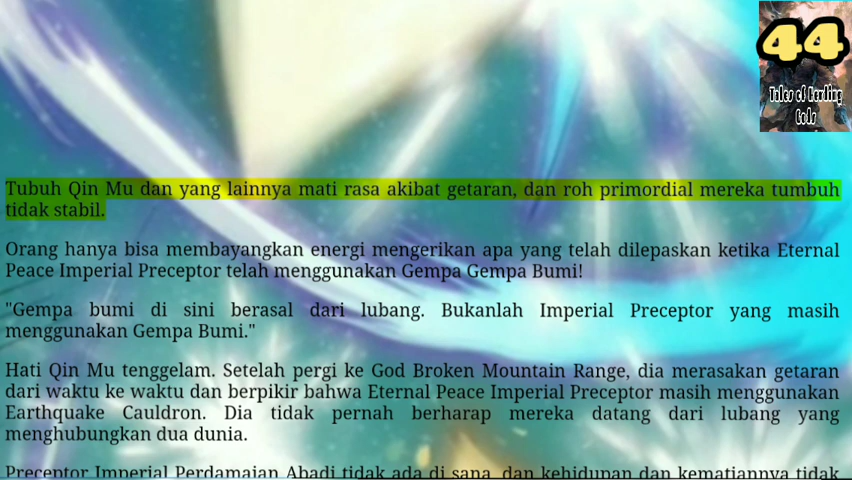 44
Tales of Herding
Gods
Tubuh Qin Mu dan yang lainnya mati rasa akibat getaran, dan roh primordial mereka tumbuh
tidak stabil.
Orang hanya bisa membayangkan energi mengerikan apa yang telah dilepaskan ketika Eternal
Peace Imperial Preceptor telah menggunakan Gempa Gempa Bumi!
"Gempa bumi di sini berasal dari lubang. Bukanlah Imperial Preceptor yang masih
menggunakan Gempa Bumi."
Hati Qin Mu tenggelam. Setelah pergi ke God Broken Mountain Range, dia merasakan getaran
dari waktu ke waktu dan berpikir bahwa Eternal Peace Imperial Preceptor masih menggunakan
Earthquake Cauldron. Dia tidak pernah berharap mereka datang dari lubang yang
menghubungkan dua dunia.
Preceptor Imperial Perdamaian Abadi tidak ada di sana, dan kehidupan dan kematiannya tidak